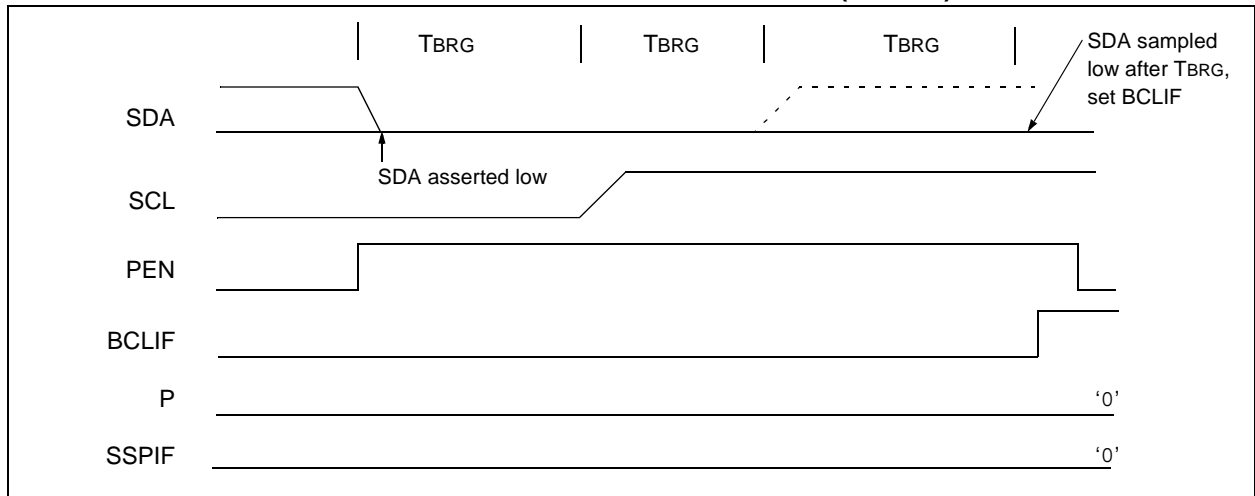 TBRG TBRG TBRG
SDA sampled
low after TBRG,
set BCLIF
SDA
SDA asserted low
SCL
PEN
BCLIF
P '0'
SSPIF '0'